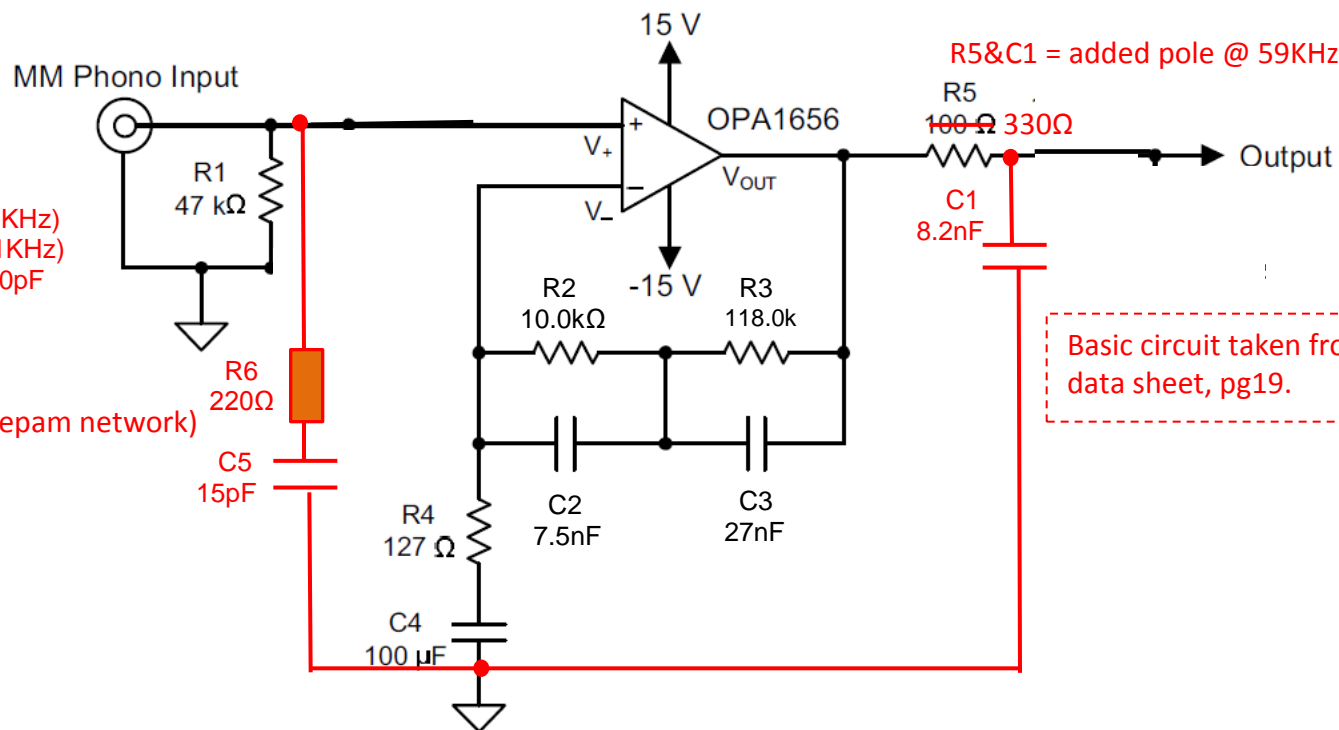 15 V
R5&C1 = added pole @ 59KHz
MM Phono Input
R5
100 Ω 330Ω
OPA1656
+
V+
VOUT
Output
R1
47 kΩ
−
V−
C1
8.2nF
KHz)
KHz)
0pF
-15 V
R2
10.0kΩ
R3
118.0k
Basic circuit taken
data sheet, pg19.
R6
220Ω
epam network)
C5
15pF
C2
7.5nF
C3
27nF
R4
127 Ω
C4
100 µF